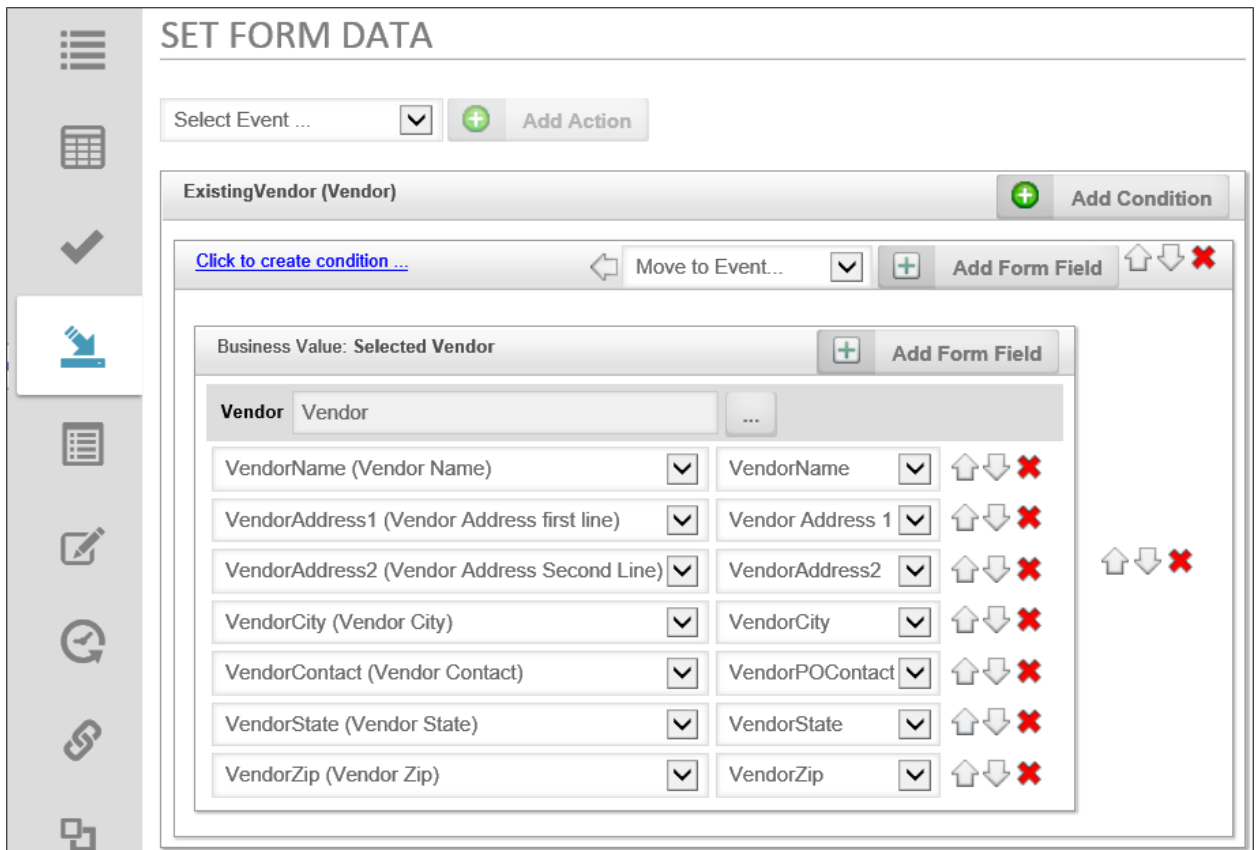 SET FORM DATA
Select Event ... Add Action
ExistingVendor (Vendor) Add Condition
Click to create condition ... Move to Event... Add Form Field
Business Value: Selected Vendor Add Form Field
Vendor Vendor ...
VendorName (Vendor Name) VendorName
VendorAddress1 (Vendor Address first line) Vendor Address 1
VendorAddress2 (Vendor Address Second Line) VendorAddress2
VendorCity (Vendor City) VendorCity
VendorContact (Vendor Contact) VendorPOContact
VendorState (Vendor State) VendorState
VendorZip (Vendor Zip) VendorZip